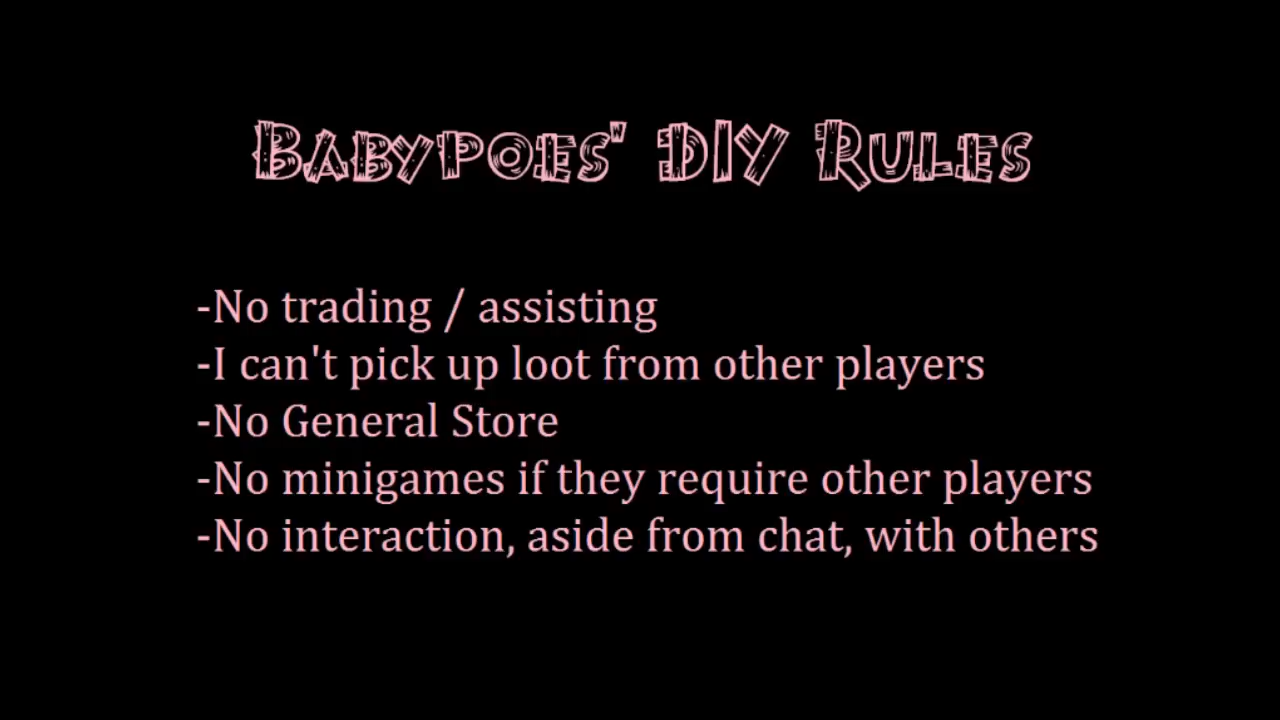 Babypoes' DIY Rules
-No trading / assisting
-I can't pick up loot from other players
-No General Store
-No minigames if they require other players
-No interaction, aside from chat, with others